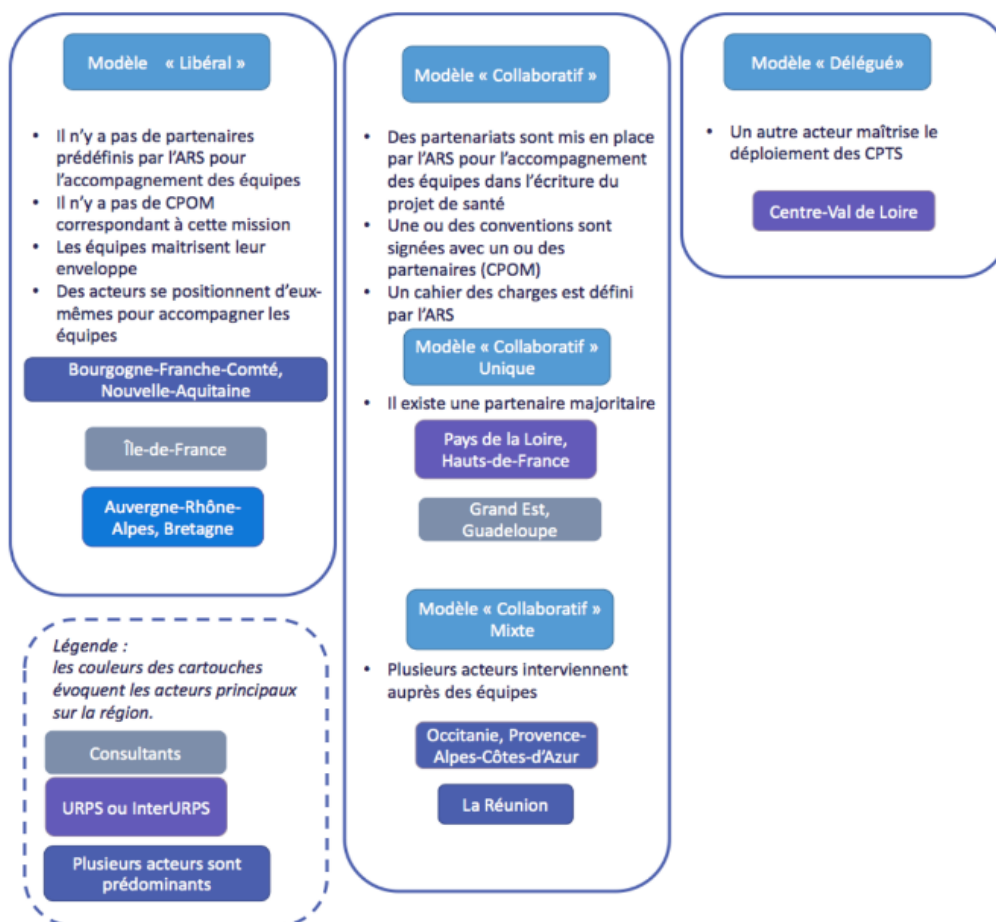 Modèle « Libéral »
• Il n'y a pas de partenaires
prédéfinis par l'ARS pour
l'accompagnement des équipes
• Il n'y a pas de CPOM
correspondant à cette mission
• Les équipes maitrisent leur
enveloppe
• Des acteurs se positionnent d'eux-
mêmes pour accompagner les
équipes
Bourgogne-Franche-Comté,
Nouvelle-Aquitaine
Île-de-France
Auvergne-Rhône-
Alpes, Bretagne
Légende :
les couleurs des cartouches
évoquent les acteurs principaux
sur la région.
Consultants
URPS ou InterURPS
Plusieurs acteurs sont
prédominants
Modèle « Collaboratif »
• Des partenariats sont mis en place
par l'ARS pour l'accompagnement
des équipes dans l'écriture du
projet de santé
• Une ou des conventions sont
signées avec un ou des
partenaires (CPOM)
• Un cahier des charges est défini
par l'ARS
Modèle « Collaboratif »
Unique
• Il existe une partenaire majoritaire
Pays de la Loire,
Hauts-de-France
Grand Est,
Guadeloupe
Modèle « Collaboratif »
Mixte
• Plusieurs acteurs interviennent
auprès des équipes
Occitanie, Provence-
Alpes-Côtes-d'Azur
La Réunion
Modèle « Délégué»
• Un autre acteur maîtrise le
déploiement des CPTS
Centre-Val de Loire